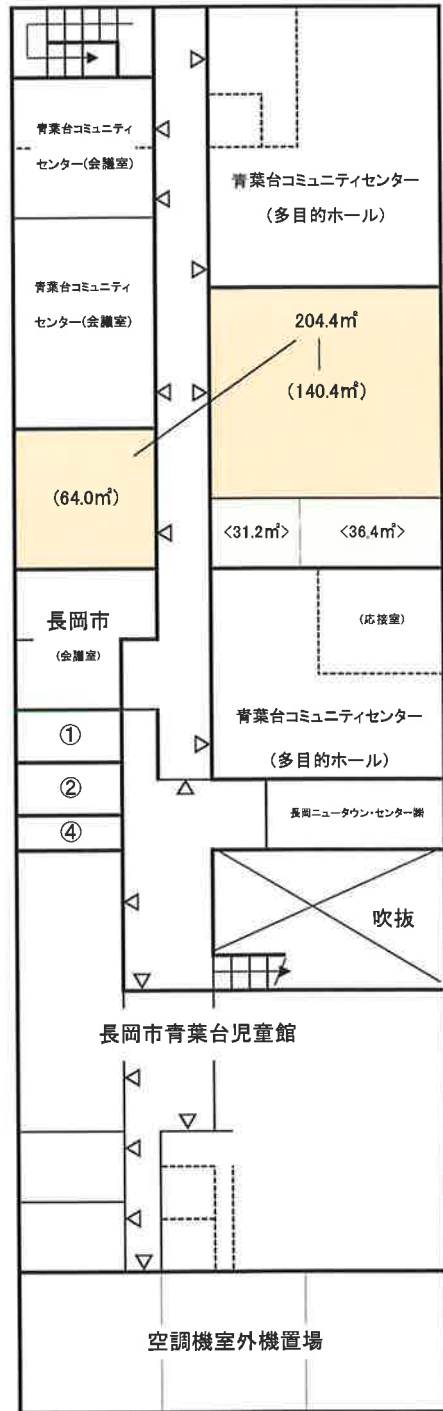 青葉台コミュニティ
センター(会議室)
青葉台コミュニティセンター
(多目的ホール)
青葉台コミュニティ
センター(会議室)
204.4㎡
(140.4㎡)
(64.0㎡)
<31.2㎡>
<36.4㎡>
長岡市
(会議室)
(応接室)
青葉台コミュニティセンター
(多目的ホール)
①
②
④
長岡ニュータウン・センター㈱
吹抜
長岡市青葉台児童館
空調機室外機置場